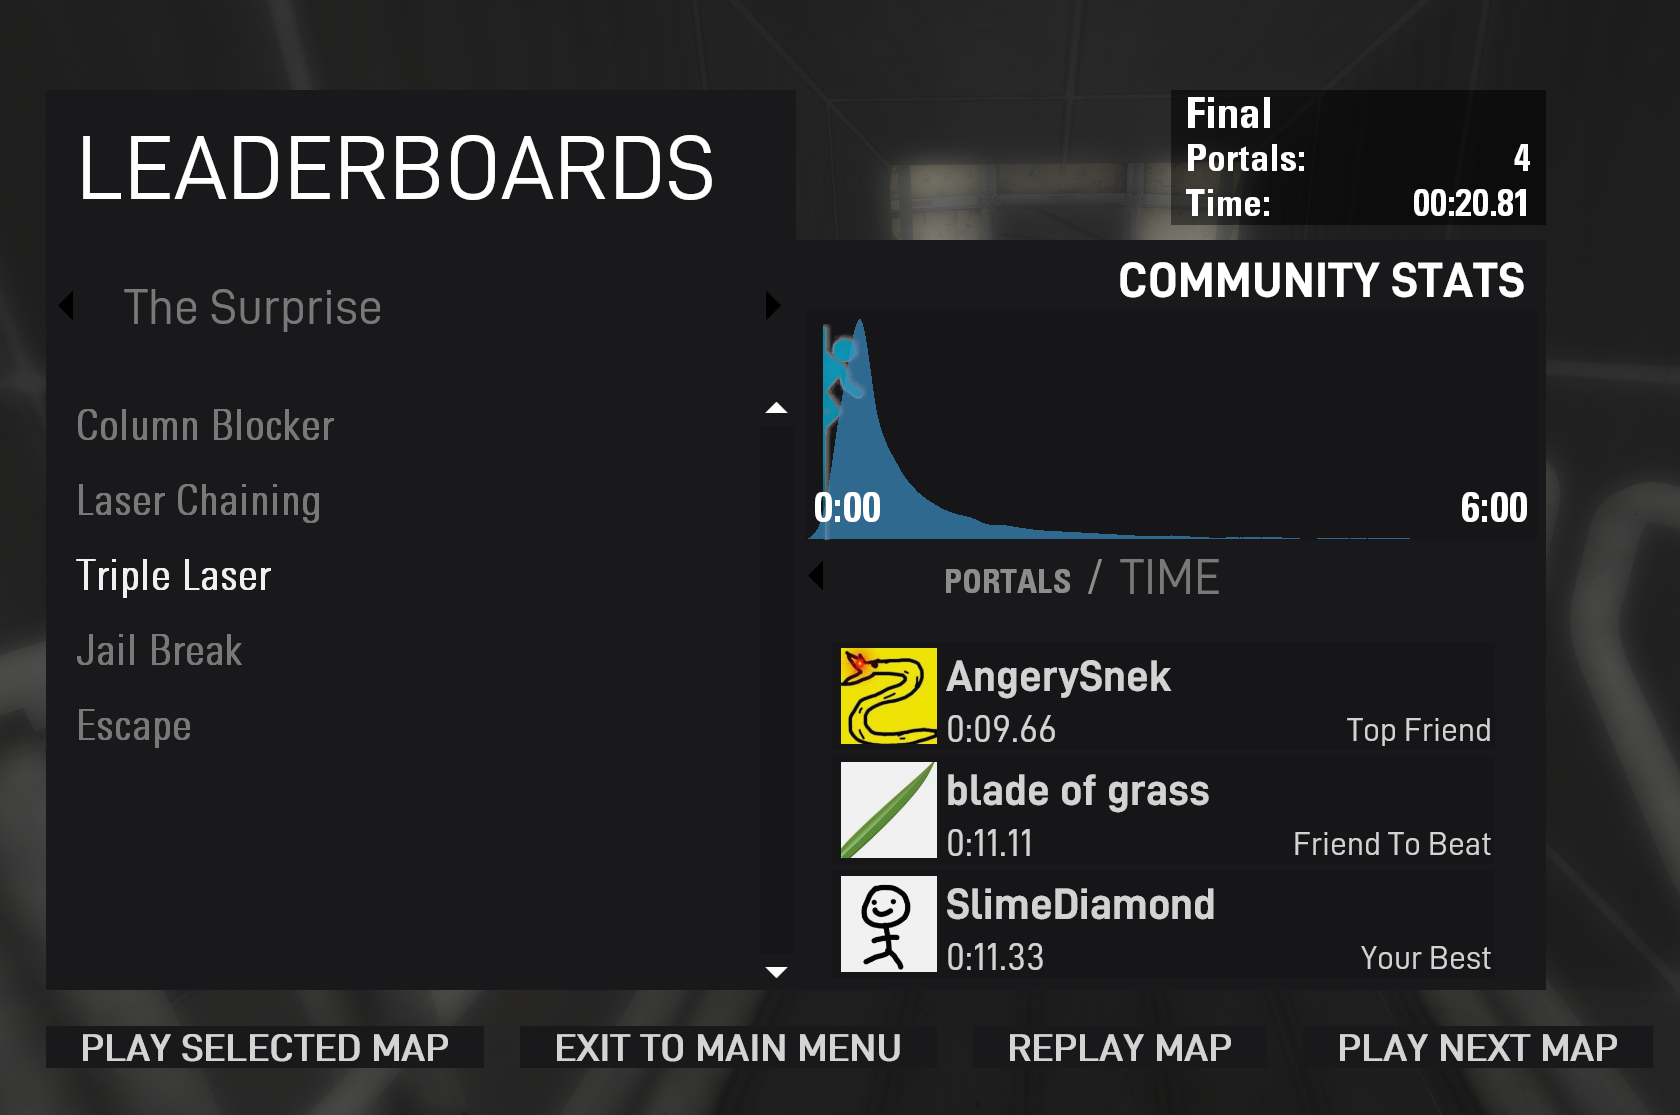 LEADERBOARDS
The Surprise
Column Blocker
Laser Chaining
Triple Laser
Jail Break
Escape
Final
Portals: 4
Time: 00:20.81
COMMUNITY STATS
0:00 6:00
PORTALS / TIME
AngerySnek
0:09.66 Top Friend
blade of grass
0:11.11 Friend To Beat
SlimeDiamond
0:11.33 Your Best
PLAY SELECTED MAP EXIT TO MAIN MENU REPLAY MAP PLAY NEXT MAP